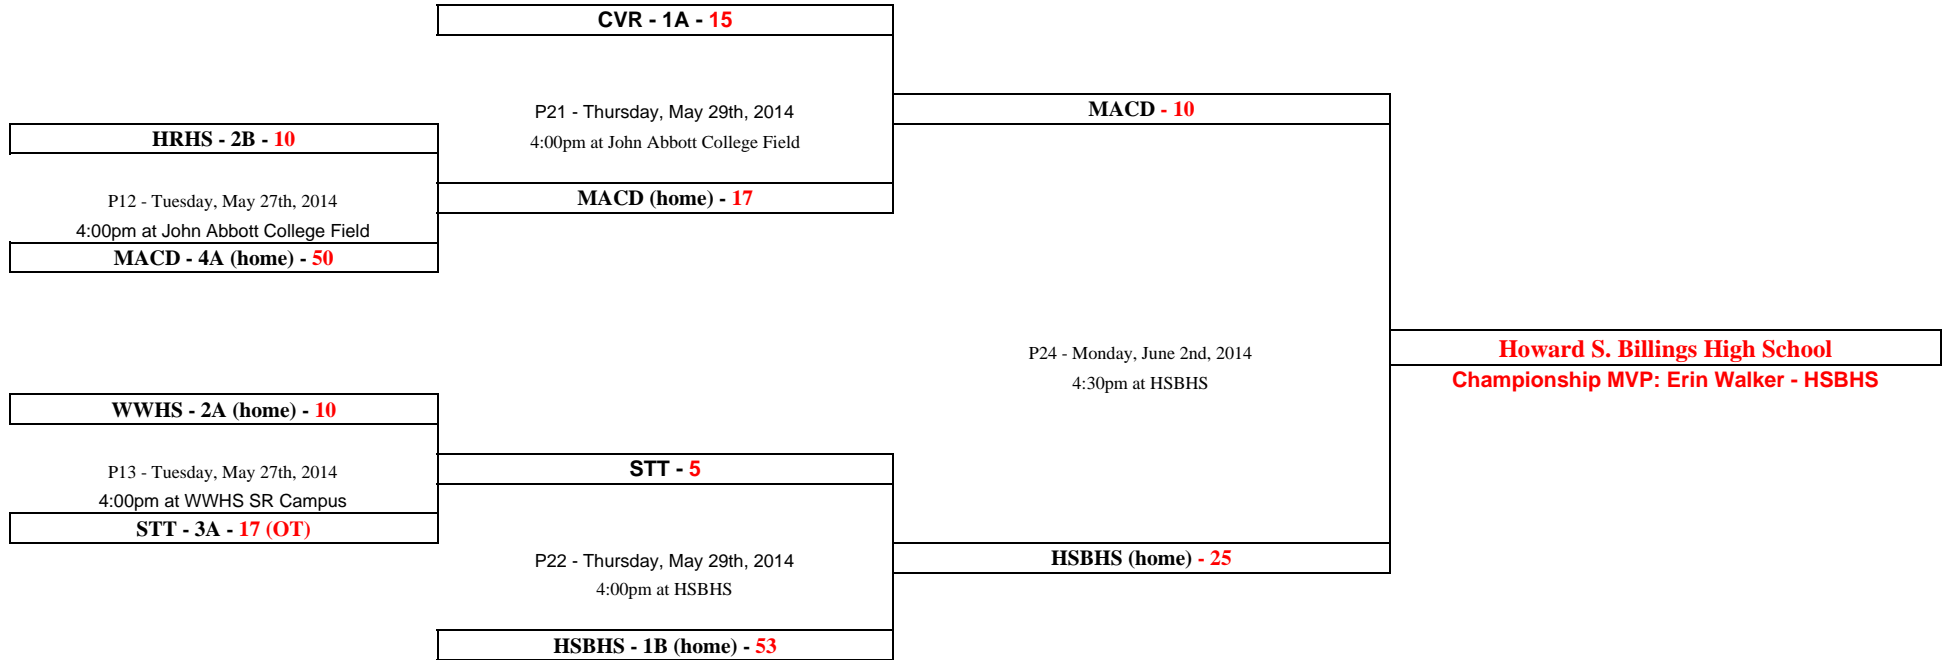 CVR - 1A - 15
P21 - Thursday, May 29th, 2014
4:00pm at John Abbott College Field
MACD (home) - 17
HRHS - 2B - 10
P12 - Tuesday, May 27th, 2014
4:00pm at John Abbott College Field
MACD - 4A (home) - 50
MACD - 10
P24 - Monday, June 2nd, 2014
4:30pm at HSBHS
HSBHS (home) - 25
Howard S. Billings High School
Championship MVP: Erin Walker - HSBHS
WWHS - 2A (home) - 10
P13 - Tuesday, May 27th, 2014
4:00pm at WWHS SR Campus
STT - 3A - 17 (OT)
STT - 5
P22 - Thursday, May 29th, 2014
4:00pm at HSBHS
HSBHS - 1B (home) - 53